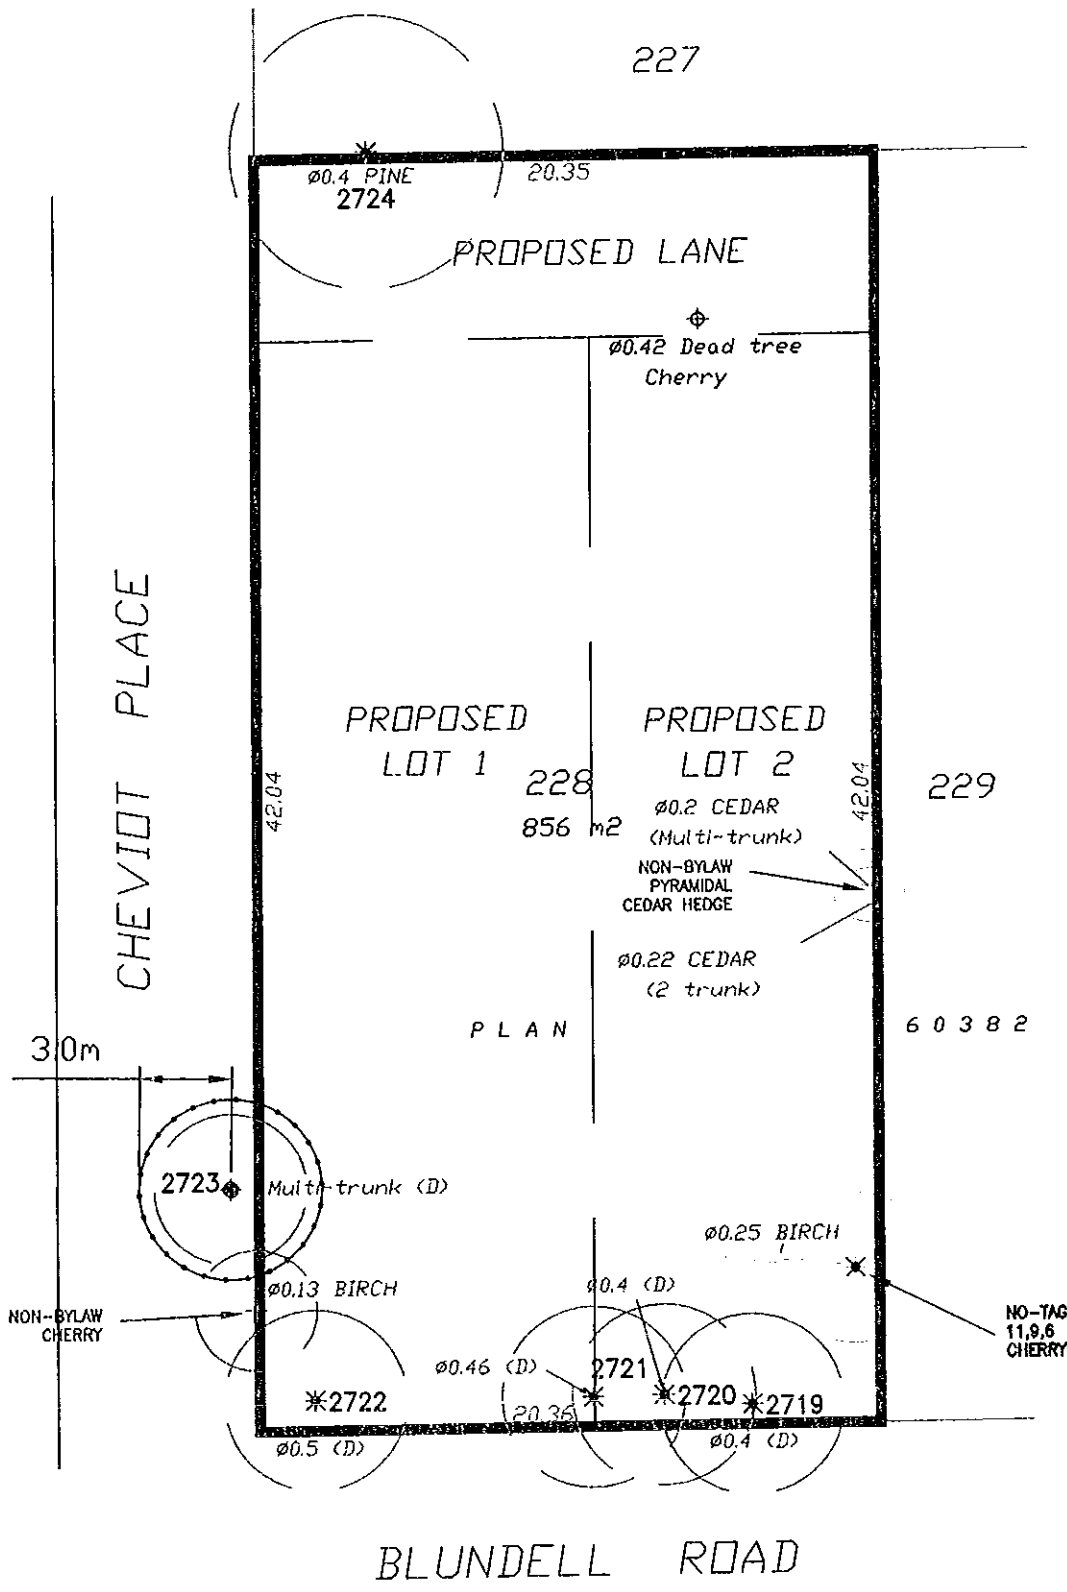 227
ø0.4 PINE
2724
20.35
PROPOSED LANE
ø0.42 Dead tree
Cherry
CHEVIOT PLACE
PROPOSED
LOT 1
PROPOSED
LOT 2
228
856 m2
42.04
42.04
229
ø0.2 CEDAR
(Multi-trunk)
NON-BYLAW
PYRAMIDAL
CEDAR HEDGE
ø0.22 CEDAR
(2 trunk)
PLAN
60382
3.0m
2723
Multi-trunk (D)
ø0.25 BIRCH
ø0.13 BIRCH
NON-BYLAW
CHERRY
ø0.4 (D)
NO-TAG
11,9,6
CHERRY
ø0.46 (D)
2721
2722
2720
2719
20.36
ø0.5 (D)
ø0.4 (D)
BLUNDELL ROAD